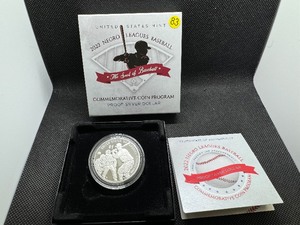 83
UNITED STATES MINT
2022 NEGRO LEAGUES BASEBALL
The Soul of Baseball
COMMEMORATIVE COIN PROGRAM
PROOF SILVER DOLLAR
2022 NEGRO LEAGUES BASEBALL
COMMEMORATIVE COIN PROGRAM